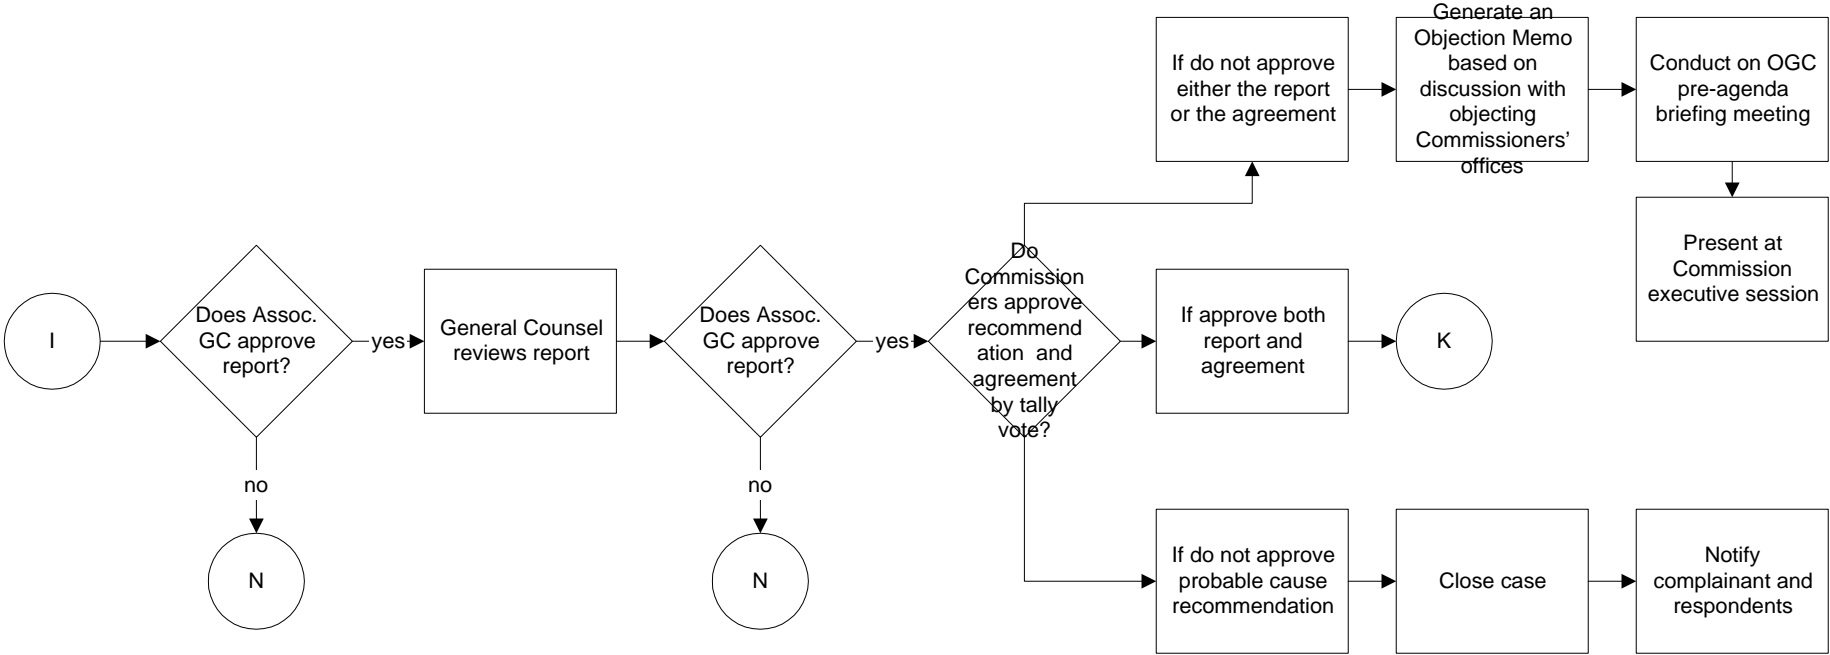 I
Does Assoc.
GC approve
report?
yes
no
N
General Counsel
reviews report
Does Assoc.
GC approve
report?
yes
no
N
Do
Commission
ers approve
recommend
ation and
agreement
by tally
vote?
If do not approve
either the report
or the agreement
Generate an
Objection Memo
based on
discussion with
objecting
Commissioners’
offices
Conduct on OGC
pre-agenda
briefing meeting
Present at
Commission
executive session
If approve both
report and
agreement
K
If do not approve
probable cause
recommendation
Close case
Notify
complainant and
respondents